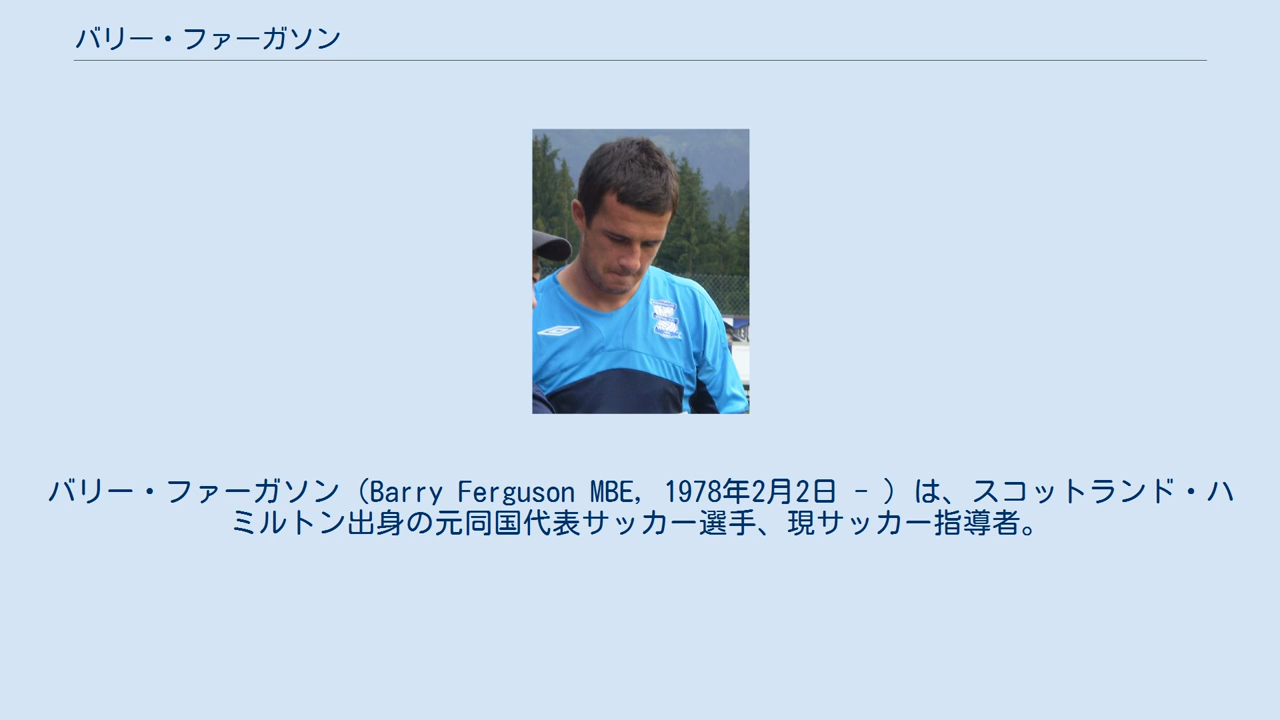 バリー・ファーガソン
バリー・ファーガソン（Barry Ferguson MBE, 1978年2月2日 - ）は、スコットランド・ハ
ミルトン出身の元同国代表サッカー選手、現サッカー指導者。